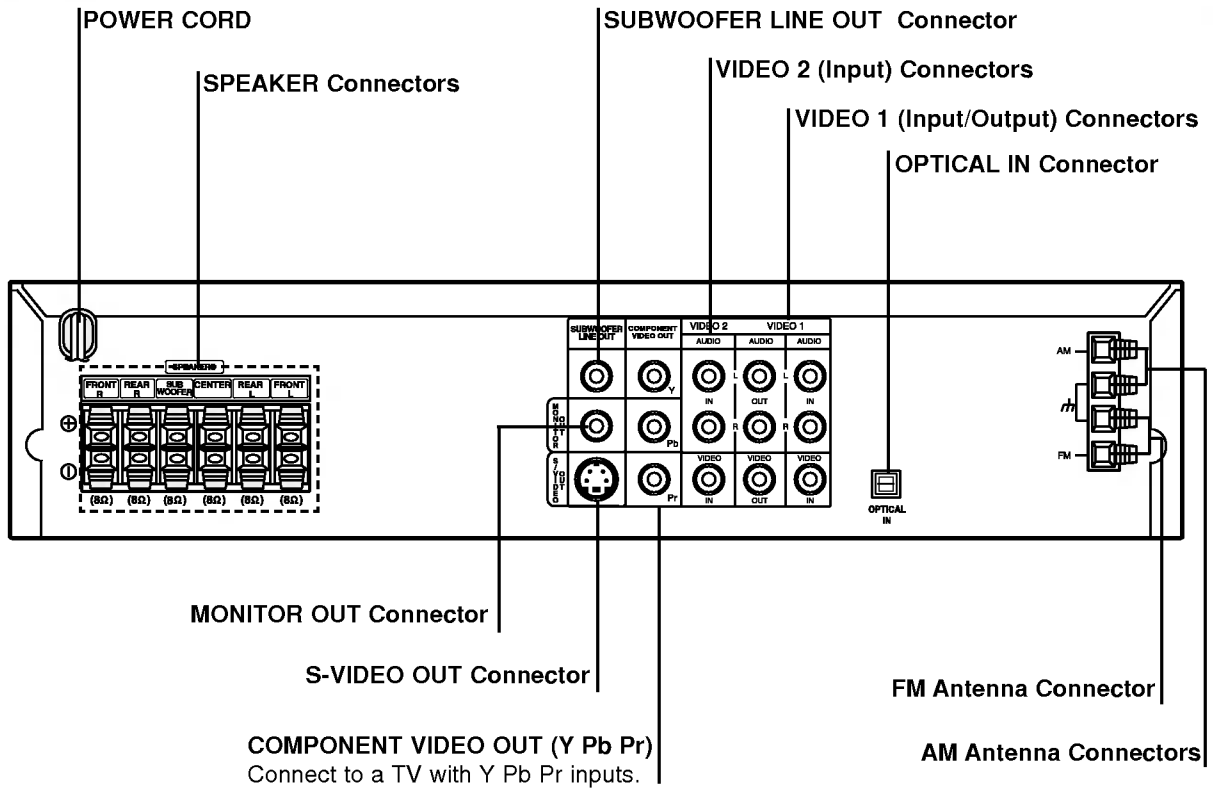 POWER CORD
SUBWOOFER LINE OUT Connector
SPEAKER Connectors
VIDEO 2 (Input) Connectors
VIDEO 1 (Input/Output) Connectors
OPTICAL IN Connector
SUBWOOFER
LINE OUT
COMPONENT
VIDEO OUT
VIDEO 2
VIDEO 1
AUDIO
AUDIO
AUDIO
SPEAKERS
FRONT
R
REAR
R
SUB
WOOFER
CENTER
REAR
L
FRONT
L
+
−
(8Ω)
(8Ω)
(8Ω)
(8Ω)
(8Ω)
(8Ω)
Y
L
L
IN
OUT
IN
MONITOR
OUT
Pb
R
R
S/VIDEO
OUT
Pr
VIDEO
VIDEO
VIDEO
IN
OUT
IN
OPTICAL
IN
AM
FM
MONITOR OUT Connector
S-VIDEO OUT Connector
COMPONENT VIDEO OUT (Y Pb Pr)
Connect to a TV with Y Pb Pr inputs.
FM Antenna Connector
AM Antenna Connectors